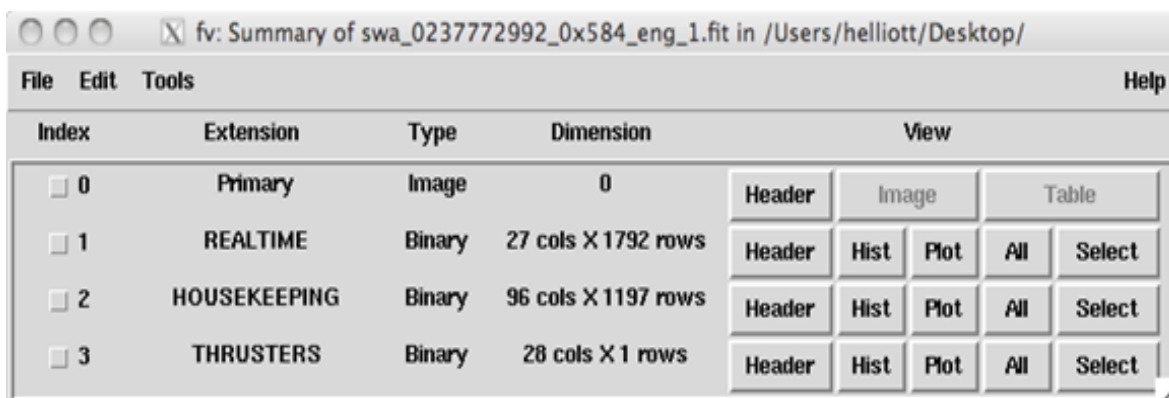 X fv: Summary of swa_0237772992_0x584_eng_1.fit in /Users/helliott/Desktop/
File Edit Tools Help
Index Extension Type Dimension View
0 Primary Image 0 Header Image Table
1 REALTIME Binary 27 cols X 1792 rows Header Hist Plot All Select
2 HOUSEKEEPING Binary 96 cols X 1197 rows Header Hist Plot All Select
3 THRUSTERS Binary 28 cols X 1 rows Header Hist Plot All Select